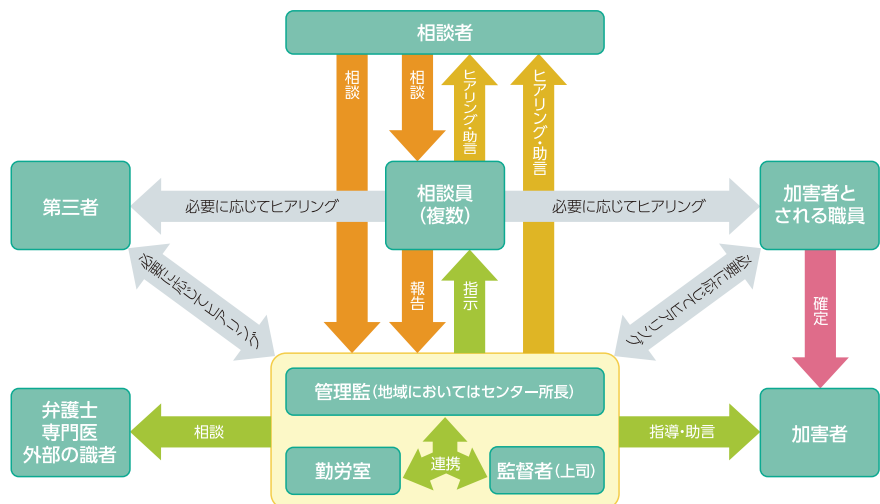 相談者
相談
相談
ヒアリング・助言
ヒアリング・助言
第三者
必要に応じてヒアリング
相談員
(複数)
必要に応じてヒアリング
加害者と
される職員
必要に応じてヒアリング
報告
指示
必要に応じてヒアリング
確定
管理監(地域においてはセンター所長)
弁護士
専門医
外部の識者
相談
勤労室
連携
監督者(上司)
指導・助言
加害者